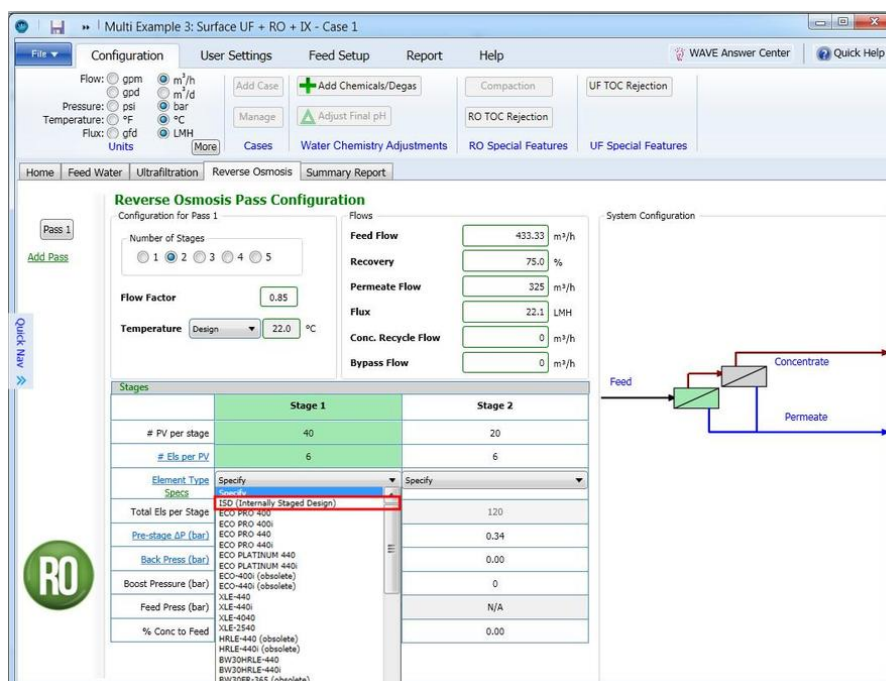 Multi Example 3: Surface UF + RO + IX - Case 1
File Configuration User Settings Feed Setup Report Help WAVE Answer Center Quick Help
Flow: gpm m³/h
gpd m³/d
Pressure: psi bar
Temperature: °F °C
Flux: gfd LMH
Units More
Add Case
Manage
Cases
Add Chemicals/Degas
Adjust Final pH
Water Chemistry Adjustments
Compaction
RO TOC Rejection
RO Special Features
UF TOC Rejection
UF Special Features
Home Feed Water Ultrafiltration Reverse Osmosis Summary Report
Reverse Osmosis Pass Configuration
Pass 1
Add Pass
Quick Nav
Configuration for Pass 1
Number of Stages
1 2 3 4 5
Flow Factor 0.85
Temperature Design 22.0 °C
Flows
Feed Flow 433.33 m³/h
Recovery 75.0 %
Permeate Flow 325 m³/h
Flux 22.1 LMH
Conc. Recycle Flow 0 m³/h
Bypass Flow 0 m³/h
System Configuration
Feed
Concentrate
Permeate
Stages
Stage 1 Stage 2
# PV per stage 40 20
# Els per PV 6 6
Element Type Specify Specify
Specs
Total Els per Stage 120
Pre-stage ΔP (bar) 0.34
Back Press (bar) 0.00
Boost Pressure (bar) 0
Feed Press (bar) N/A
% Conc to Feed 0.00
Specify
ISD (Internally Staged Design)
ECO PRO 400
ECO PRO 400i
ECO PRO 440
ECO PRO 440i
ECO PLATINUM 440
ECO PLATINUM 440i
ECO-400i (obsolete)
ECO-440i (obsolete)
XLE-440
XLE-440i
XLE-4040
XLE-2540
HRLE-440 (obsolete)
HRLE-440i (obsolete)
BW30HRLE-440
BW30HRLE-440i
BW30FR-365 (obsolete)
RO